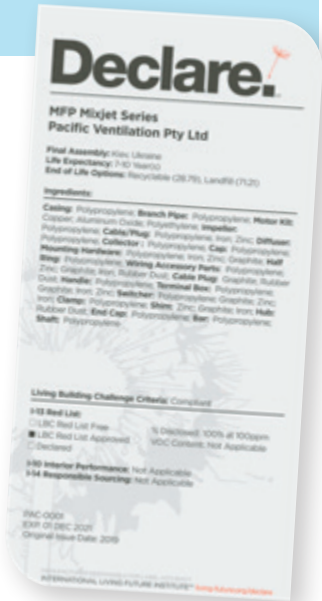 Declare.
MFP Mixjet Series
Pacific Ventilation Pty Ltd
Final Assembly: Kiev, Ukraine
Life Expectancy: 7-10 Year(s)
End of Life Options: Recyclable (28.79), Landfill (71.21)
Ingredients:
Casing: Polypropylene; Branch Pipe: Polypropylene; Motor Kit:
Copper, Aluminum Oxide; Polyethylene; Impeller:
Polypropylene; Cable/Plug: Polypropylene; Iron; Zinc; Diffuser:
Polypropylene; Collector: Polypropylene; Cap: Polypropylene;
Mounting Hardware: Polypropylene; Iron; Zinc; Graphite; Half
Ring: Polypropylene; Wiring Accessory Parts: Polypropylene;
Zinc; Graphite; Iron; Rubber Dust; Cable Plug: Graphite; Rubber
Dust; Handle: Polypropylene; Terminal Box: Polypropylene;
Graphite; Iron; Zinc; Switcher: Polypropylene; Graphite; Zinc;
Iron; Clamp: Polypropylene; Shim: Zinc; Graphite; Iron; Hub:
Rubber Dust; End Cap: Polypropylene; Bar: Polypropylene;
Shaft: Polypropylene
Living Building Challenge Criteria: Compliant
I-13 Red List:
LBC Red List Free % Disclosed: 100% at 100ppm
LBC Red List Approved VOC Content: Not Applicable
Declared
I-10 Interior Performance: Not Applicable
I-14 Responsible Sourcing: Not Applicable
PAC-0001
EXP. 01 DEC 2021
Original Issue Date: 2019
INTERNATIONAL LIVING FUTURE INSTITUTE living-future.org/declare